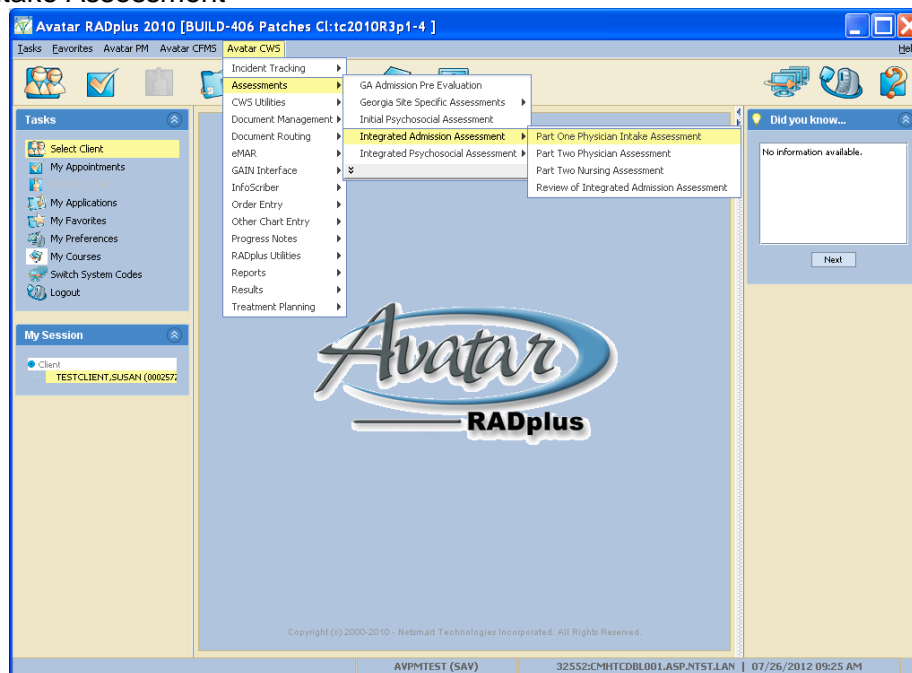 take Assessment
Avatar RADplus 2010 [BUILD-406 Patches Cl:tc2010R3p1-4 ]
Tasks Favorites Avatar PM Avatar CFMS Avatar CWS Hel
Incident Tracking
Assessments
CWS Utilities
Document Management
Document Routing
eMAR
GAIN Interface
InfoScriber
Order Entry
Other Chart Entry
Progress Notes
RADplus Utilities
Reports
Results
Treatment Planning
GA Admission Pre Evaluation
Georgia Site Specific Assessments
Initial Psychosocial Assessment
Integrated Admission Assessment
Integrated Psychosocial Assessment
Part One Physician Intake Assessment
Part Two Physician Assessment
Part Two Nursing Assessment
Review of Integrated Admission Assessment
Tasks
Select Client
My Appointments
My Applications
My Favorites
My Preferences
My Courses
Switch System Codes
Logout
My Session
Client
TESTCLIENT,SUSAN (000257
Did you know...
No information available.
Next
Avatar
RADplus
Copyright (c) 2000-2010 - Netsmart Technologies Incorporated. All Rights Reserved.
AVPMTEST (SAV) 32552:CMHTCDBL001.ASP.NTST.LAN | 07/26/2012 09:25 AM